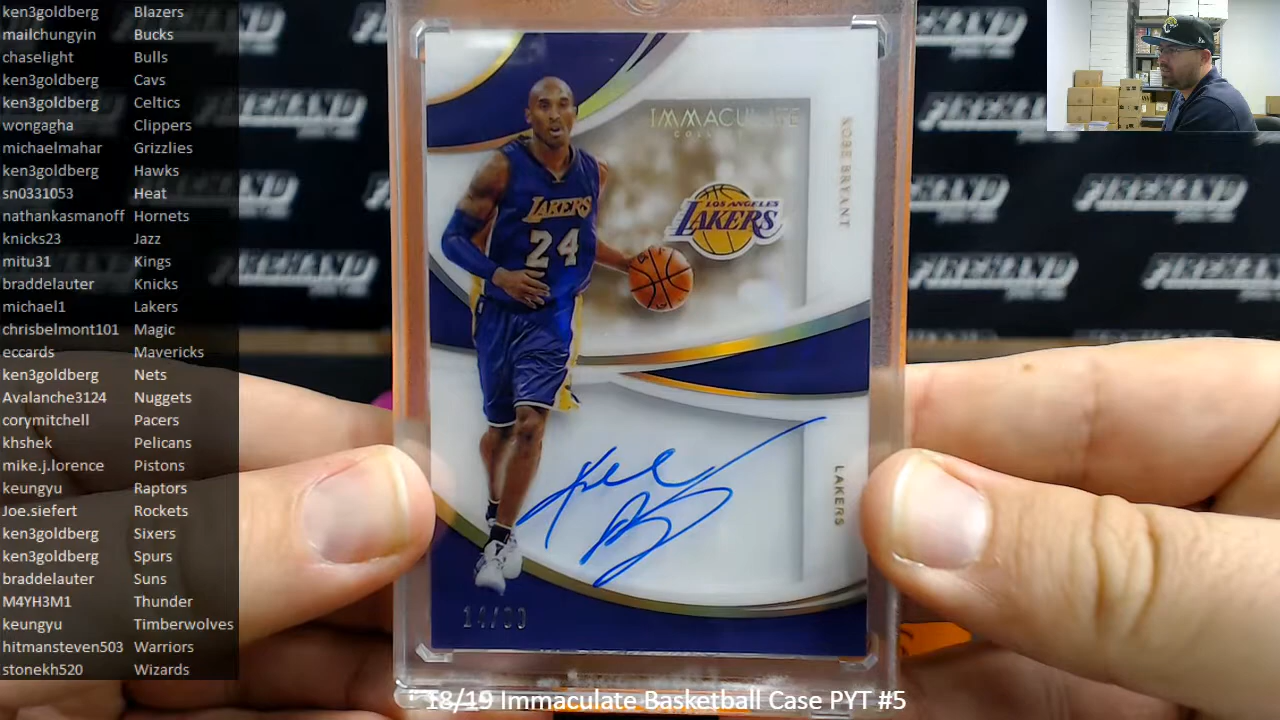 ken3goldberg Blazers
mailchungyin Bucks
chaselight Bulls
ken3goldberg Cavs
ken3goldberg Celtics
wongagha Clippers
michaelmahar Grizzlies
ken3goldberg Hawks
sn0331053 Heat
nathankasmanoff Hornets
knicks23 Jazz
mitu31 Kings
braddelauter Knicks
michael1 Lakers
chrisbelmont101 Magic
eccards Mavericks
ken3goldberg Nets
Avalanche3124 Nuggets
corymitchell Pacers
khshek Pelicans
mike.j.lorence Pistons
keungyu Raptors
Joe.siefert Rockets
ken3goldberg Sixers
ken3goldberg Spurs
braddelauter Suns
M4YH3M1 Thunder
keungyu Timberwolves
hitmansteven503 Warriors
stonekh520 Wizards
IMMACULATE
KOBE BRYANT
LOS ANGELES
LAKERS
LAKERS
24
LAKERS
18/19 Immaculate Basketball Case PYT #5